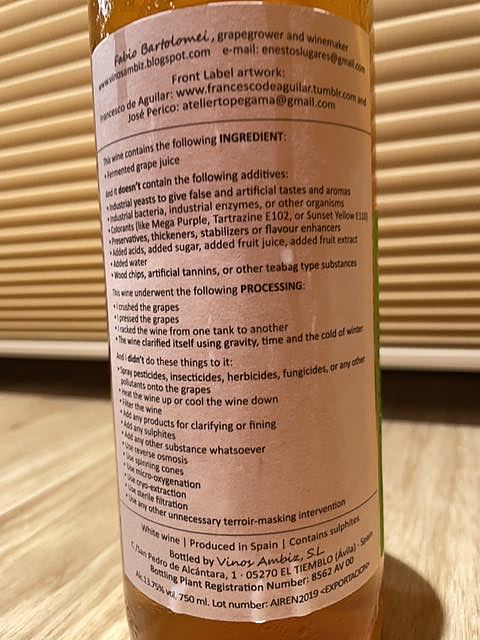 Fabio Bartolomei, grapegrower and winemaker
www.vinosambiz.blogspot.com e-mail: enestoslugares@gmail.com
Front Label artwork:
Francesco de Aguilar: www.francescodeaguilar.tumblr.com and
José Perico: ateliertopegama@gmail.com
This wine contains the following INGREDIENT:
• Fermented grape juice
And it doesn't contain the following additives:
• Industrial yeasts to give false and artificial tastes and aromas
• Industrial bacteria, industrial enzymes, or other organisms
• Colorants (like Mega Purple, Tartrazine E102, or Sunset Yellow E110)
• Preservatives, thickeners, stabilizers or flavour enhancers
• Added acids, added sugar, added fruit juice, added fruit extract
• Added water
• Wood chips, artificial tannins, or other teabag type substances
This wine underwent the following PROCESSING:
• I crushed the grapes
• I pressed the grapes
• I racked the wine from one tank to another
• The wine clarified itself using gravity, time and the cold of winter
And I didn't do these things to it:
• Spray pesticides, insecticides, herbicides, fungicides, or any other
pollutants onto the grapes
• Heat the wine up or cool the wine down
• Filter the wine
• Add any products for clarifying or fining
• Add any sulphites
• Add any other substance whatsoever
• Use reverse osmosis
• Use spinning cones
• Use micro-oxygenation
• Use cryo-extraction
• Use sterile filtration
• Use any other unnecessary terroir-masking intervention
White wine | Produced in Spain | Contains sulphites
Bottled by Vinos Ambiz, S.L
C/San Pedro de Alcántara, 1 · 05270 EL TIEMBLO (Ávila) · Spain
Bottling Plant Registration Number: 8562 AV 00
Alc.13.75% vol. 750 ml. Lot number: AIREN2019 <EXPORTACION>